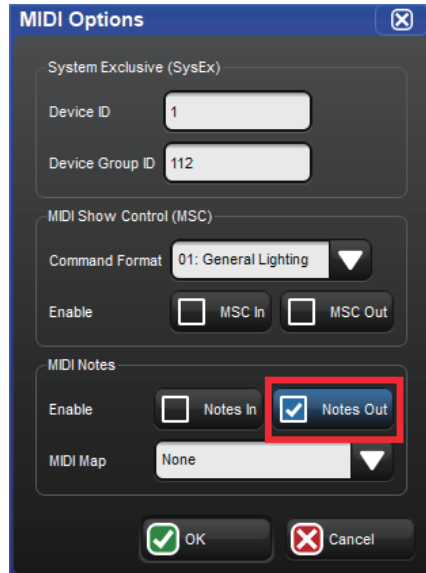 MIDI Options
System Exclusive (SysEx)
Device ID 1
Device Group ID 112
MIDI Show Control (MSC)
Command Format 01: General Lighting
Enable MSC In MSC Out
MIDI Notes
Enable Notes In Notes Out
MIDI Map None
OK Cancel